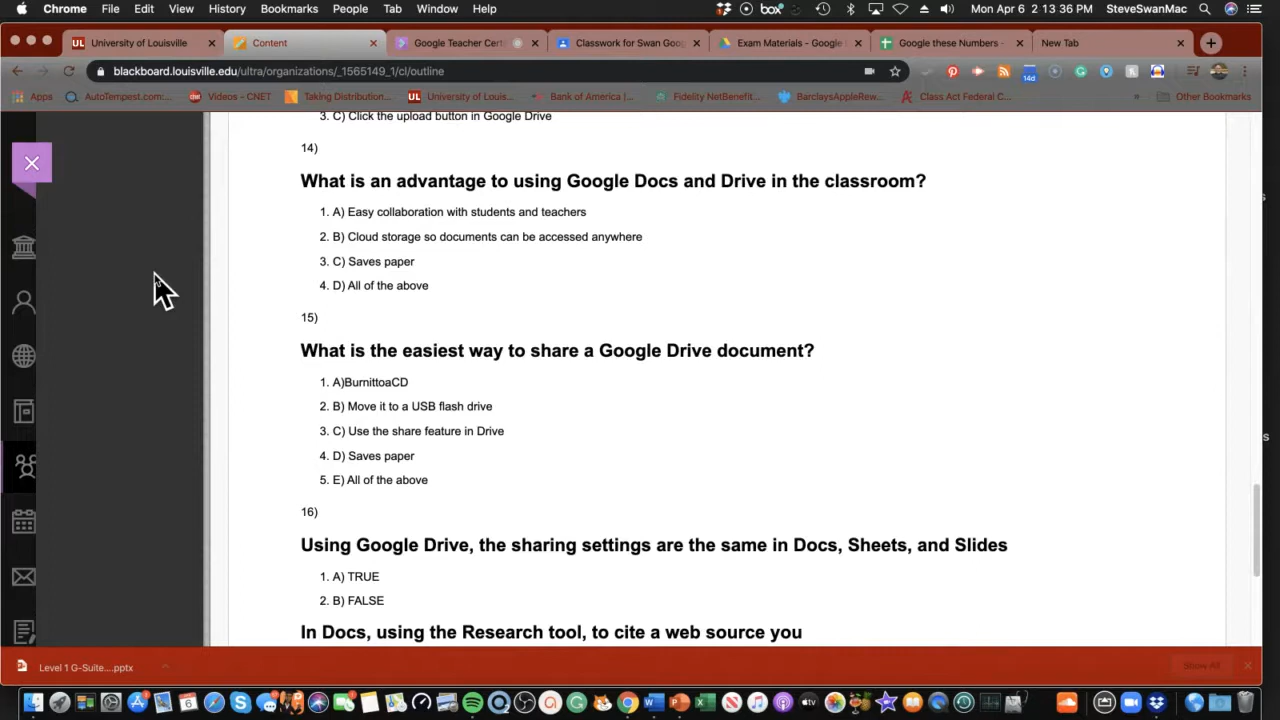 Chrome File Edit View History Bookmarks People Tab Window Help box Mon Apr 6 2:13:36 PM SteveSwanMac
UL University of Louisville × Content × Google Teacher Cert × Classwork for Swan Goo × Exam Materials - Google × Google these Numbers - × New Tab × +
blackboard.louisville.edu/ultra/organizations/_1565149_1/cl/outline 14d
Apps AutoTempest.com:... Videos - CNET Taking Distribution... UL University of Louis... Bank of America |... Fidelity NetBenefit... BarclaysAppleRew... Class Act Federal C... » Other Bookmarks
3. C) Click the upload button in Google Drive
14)
What is an advantage to using Google Docs and Drive in the classroom?
1. A) Easy collaboration with students and teachers
2. B) Cloud storage so documents can be accessed anywhere
3. C) Saves paper
4. D) All of the above
15)
What is the easiest way to share a Google Drive document?
1. A)BurnittoaCD
2. B) Move it to a USB flash drive
3. C) Use the share feature in Drive
4. D) Saves paper
5. E) All of the above
16)
Using Google Drive, the sharing settings are the same in Docs, Sheets, and Slides
1. A) TRUE
2. B) FALSE
In Docs, using the Research tool, to cite a web source you
Level 1 G-Suite....pptx Show All